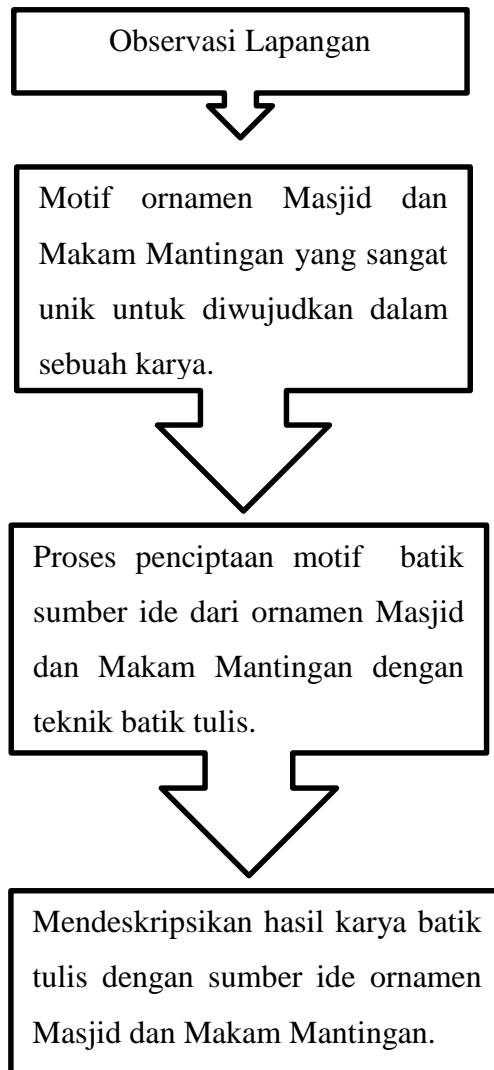 Observasi Lapangan
Motif ornamen Masjid dan
Makam Mantingan yang sangat
unik untuk diwujudkan dalam
sebuah karya.
Proses penciptaan motif batik
sumber ide dari ornamen Masjid
dan Makam Mantingan dengan
teknik batik tulis.
Mendeskripsikan hasil karya batik
tulis dengan sumber ide ornamen
Masjid dan Makam Mantingan.